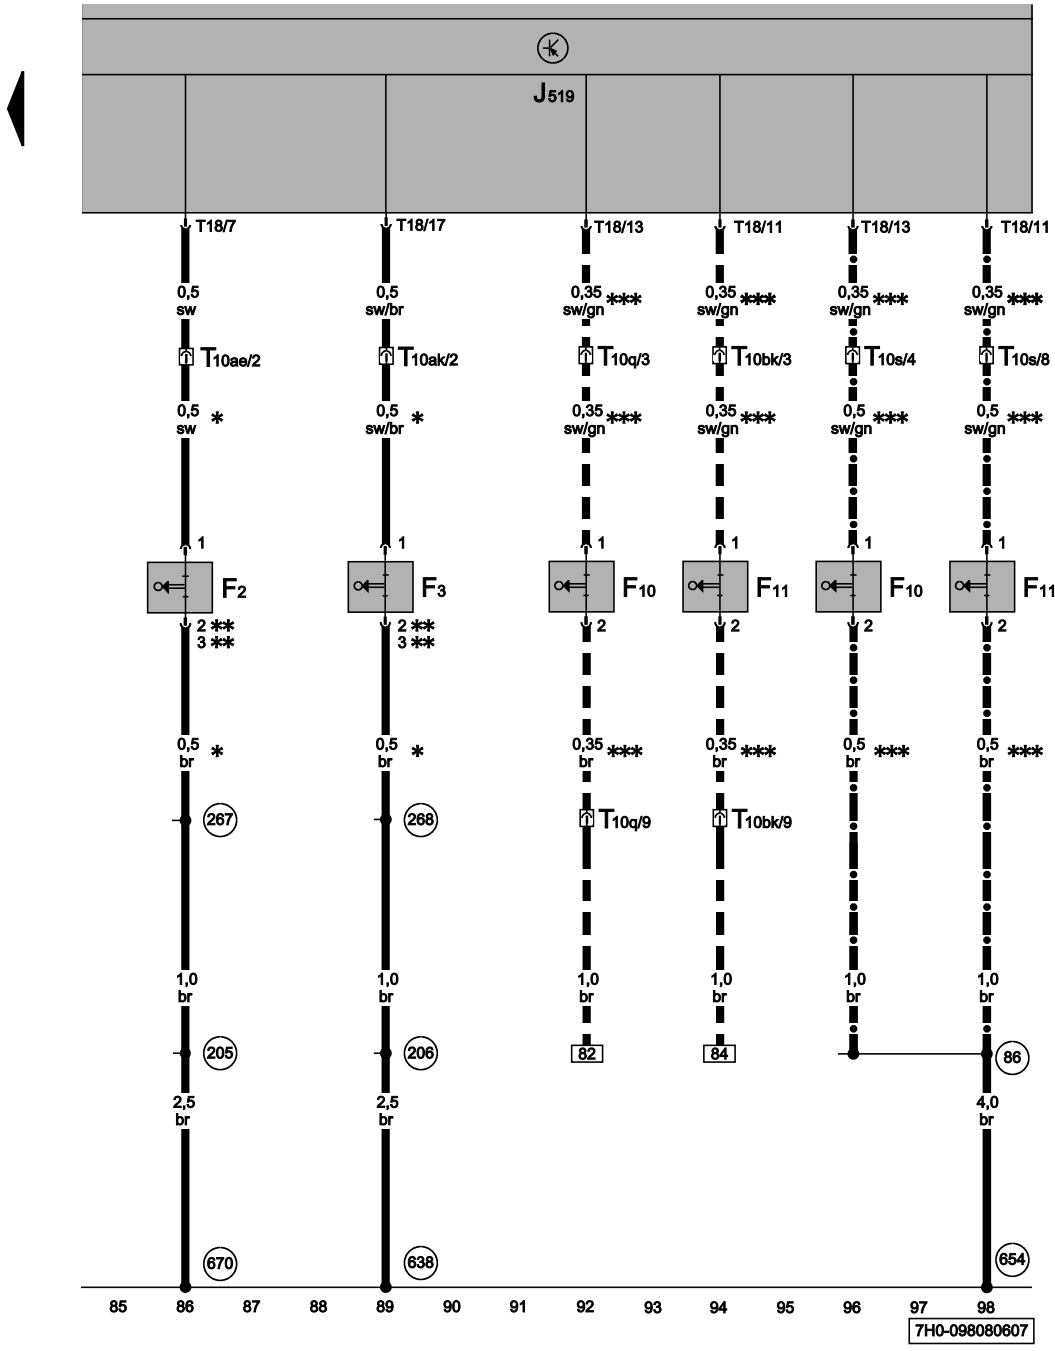 J519
T18/7 T18/17 T18/13 T18/11 T18/13 T18/11
0,5 0,5 0,35 *** 0,35 *** 0,35 *** 0,35 ***
sw sw/br sw/gn sw/gn sw/gn sw/gn
T10ae/2 T10ak/2 T10q/3 T10bk/3 T10s/4 T10s/8
0,5 * 0,5 * 0,35 *** 0,35 *** 0,5 *** 0,5 ***
sw sw/br sw/gn sw/gn sw/gn sw/gn
1 1 1 1 1 1
F2 F3 F10 F11 F10 F11
2 ** 2 ** 2 2 2 2
3 ** 3 **
0,5 * 0,5 * 0,35 *** 0,35 *** 0,5 *** 0,5 ***
br br br br br br
267 268 T10q/9 T10bk/9
1,0 1,0 1,0 1,0 1,0 1,0
br br br br br br
205 206 82 84 86
2,5 2,5 4,0
br br br
670 638 654
85 86 87 88 89 90 91 92 93 94 95 96 97 98
7H0-098080607